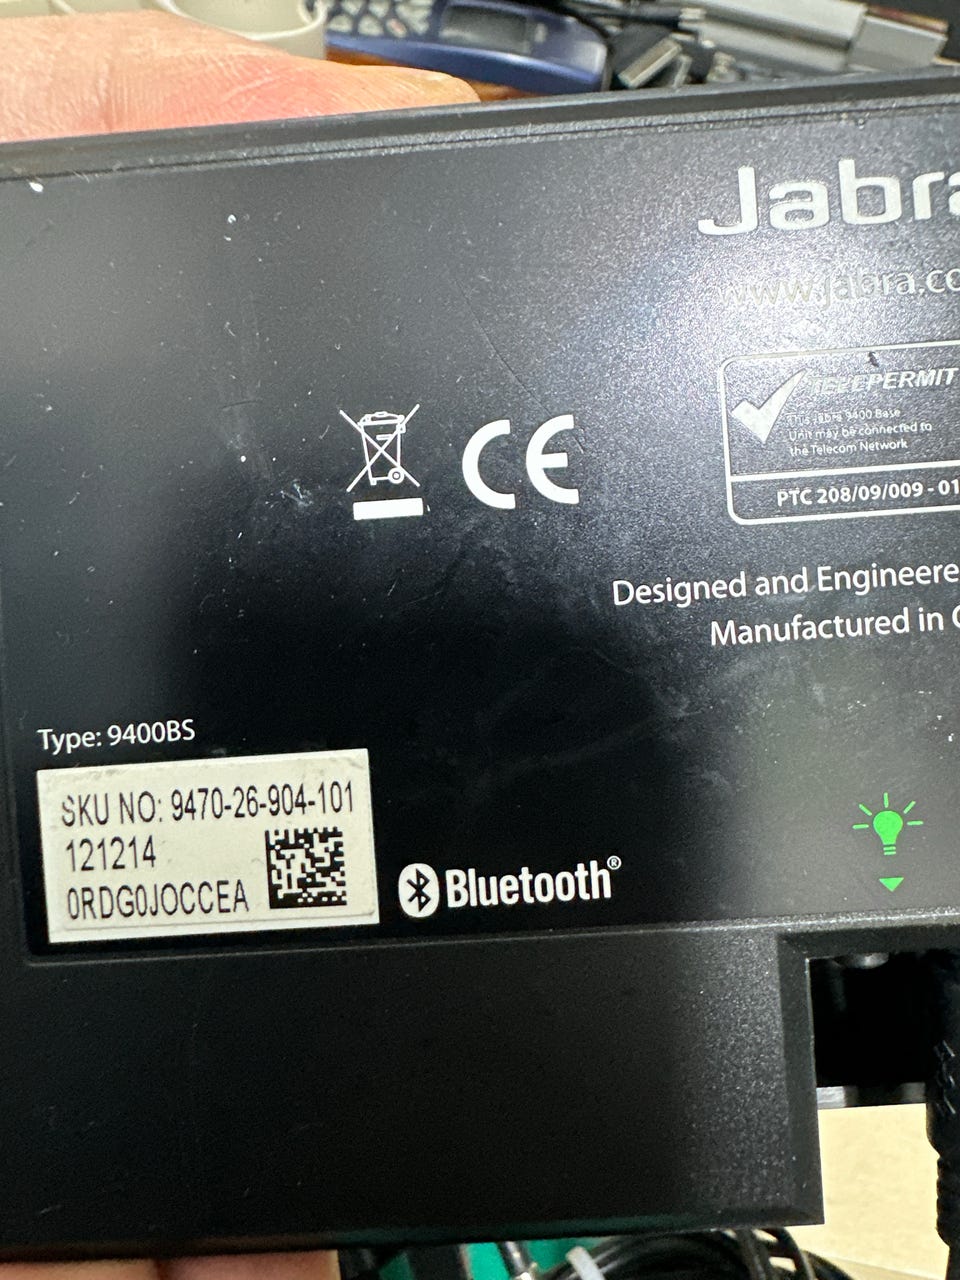 Jabra
www.jabra.co
TELEPERMIT
This Jabra 9400 Base
Unit may be connected to
the Telecom Network
PTC 208/09/009 - 01
CE
Designed and Engineere
Manufactured in C
Type: 9400BS
SKU NO: 9470-26-904-101
121214
0RDG0JOCCEA
Bluetooth®